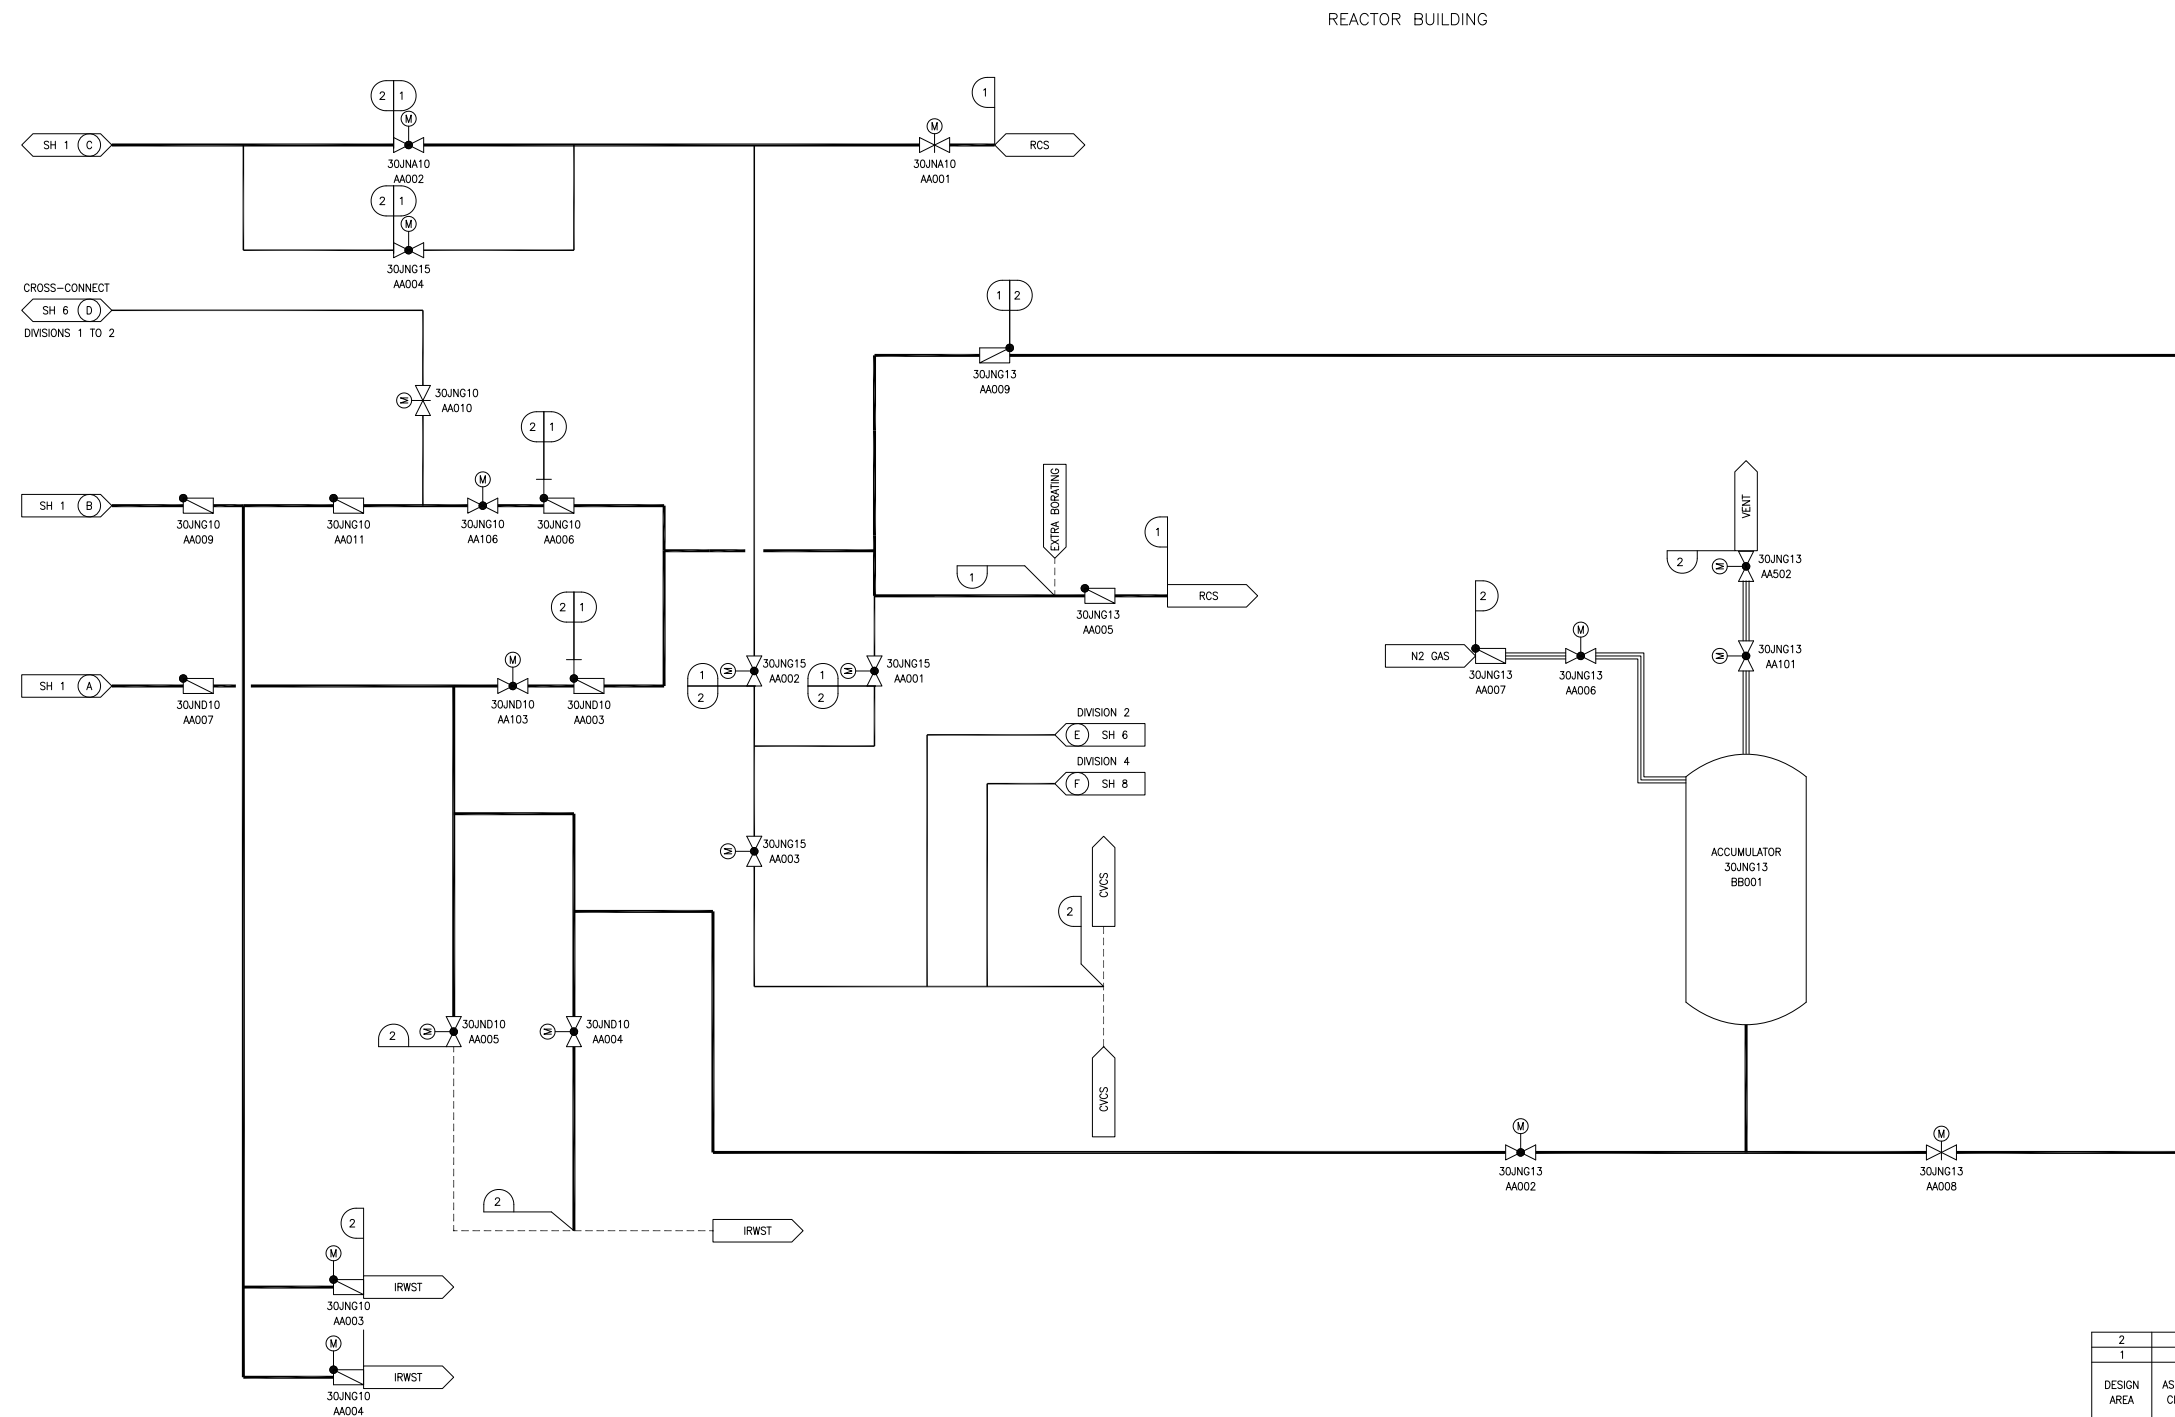 REACTOR BUILDING
2 1
1
M
M
SH 1 C
RCS
30JNA10
AA002
30JNA10
AA001
2 1
M
30JNG15
AA004
CROSS-CONNECT
SH 6 D
DIVISIONS 1 TO 2
1 2
30JNG13
AA009
M
30JNG10
AA010
2 1
M
SH 1 B
30JNG10
AA009
30JNG10
AA011
30JNG10
AA106
30JNG10
AA006
EXTRA BORATING
1
1
30JNG13
AA005
RCS
VENT
2
M
30JNG13
AA502
2
M
N2 GAS
30JNG13
AA007
30JNG13
AA006
M
30JNG13
AA101
2 1
M
SH 1 A
30JND10
AA007
30JND10
AA103
30JND10
AA003
1
2
M
30JNG15
AA002
1
2
M
30JNG15
AA001
DIVISION 2
E SH 6
DIVISION 4
F SH 8
M
30JNG15
AA003
CVCS
2
CVCS
ACCUMULATOR
30JNG13
BB001
2
M
30JND10
AA005
M
30JND10
AA004
M
30JNG13
AA002
M
30JNG13
AA008
2
IRWST
2
M
IRWST
30JNG10
AA003
M
IRWST
30JNG10
AA004
2
1
DESIGN
AREA
AS